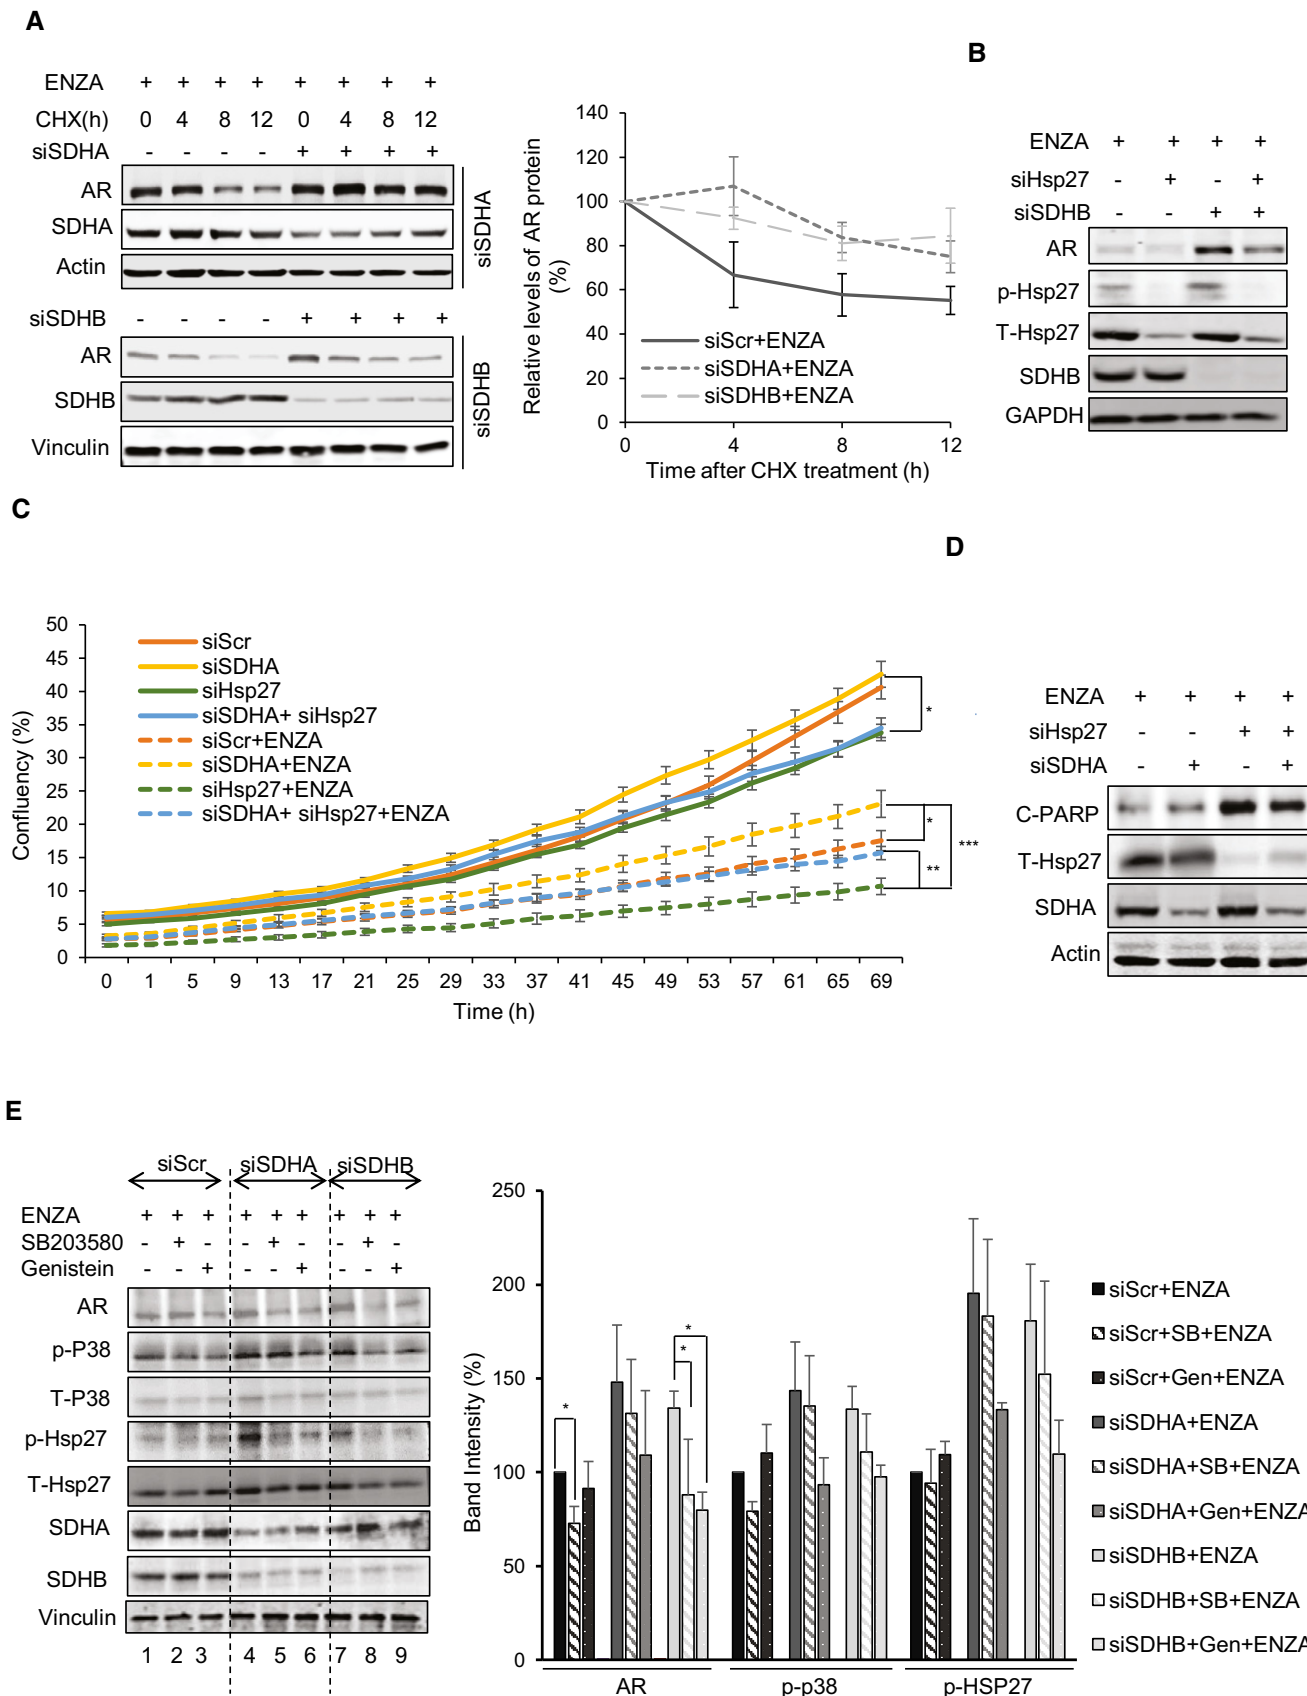 A
ENZA + + + + + + + +
CHX(h) 0 4 8 12 0 4 8 12
siSDHA - - - - + + + +
AR
SDHA
Actin
siSDHA
siSDHB - - - - + + + +
AR
SDHB
Vinculin
siSDHB
Relative levels of AR protein
(%)
140
120
100
80
60
40
20
0
siScr+ENZA
siSDHA+ENZA
siSDHB+ENZA
0 4 8 12
Time after CHX treatment (h)
B
ENZA + + + +
siHsp27 - + - +
siSDHB - - + +
AR
p-Hsp27
T-Hsp27
SDHB
GAPDH
C
Confluency (%)
50
45
40
35
30
25
20
15
10
5
0
siScr
siSDHA
siHsp27
siSDHA+ siHsp27
siScr+ENZA
siSDHA+ENZA
siHsp27+ENZA
siSDHA+ siHsp27+ENZA
*
*
**
***
0 1 5 9 13 17 21 25 29 33 37 41 45 49 53 57 61 65 69
Time (h)
D
ENZA + + + +
siHsp27 - - + +
siSDHA - + - +
C-PARP
T-Hsp27
SDHA
Actin
E
siScr siSDHA siSDHB
ENZA + + + + + + + + +
SB203580 - + - - + - - + -
Genistein - - + - - + - - +
AR
p-P38
T-P38
p-Hsp27
T-Hsp27
SDHA
SDHB
Vinculin
1 2 3 4 5 6 7 8 9
Band Intensity (%)
250
200
150
100
50
0
*
*
*
AR p-p38 p-HSP27
siScr+ENZA
siScr+SB+ENZA
siScr+Gen+ENZA
siSDHA+ENZA
siSDHA+SB+ENZA
siSDHA+Gen+ENZA
siSDHB+ENZA
siSDHB+SB+ENZA
siSDHB+Gen+ENZA